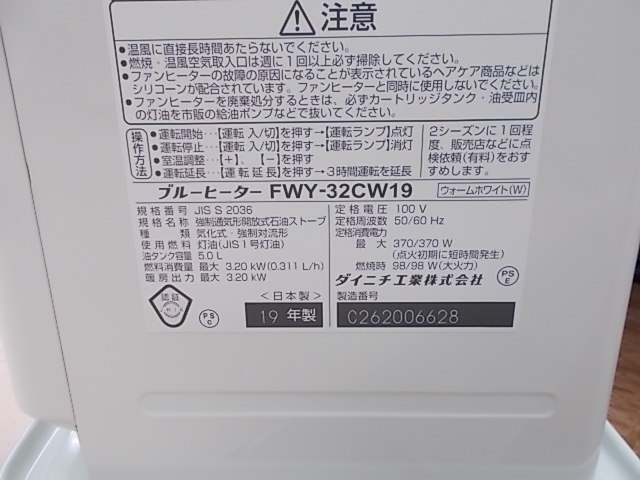 注意
●温風に直接長時間あたらないでください。
●燃焼・温風空気取入口は週に1回以上必ず掃除してください。
●ファンヒーターの故障の原因になることが表示されているヘアケア商品などは
シリコーンが配合されています。ファンヒーターと同時に使用しないでください。
●ファンヒーターを廃棄処分するときは、必ずカートリッジタンク・油受皿内
の灯油を市販の給油ポンプなどで抜いてください。
操作方法
●運転開始…【運転 入/切】を押す→【運転ランプ】点灯
●運転停止…【運転 入/切】を押す→【運転ランプ】消灯
●室温調整…【+】、【-】を押す
●運転延長…【運転延長】を押す→3時間運転を延長
2シーズンに1回程
度、販売店などに点
検依頼(有料)をおす
すめします。
ブルーヒーター FWY-32CW19 ウォームホワイト(W)
規格番号 JIS S 2036
規格名称 強制通気形開放式石油ストーブ
種類 気化式・強制対流形
使用燃料 灯油(JIS1号灯油)
油タンク容量 5.0L
燃料消費量 最大 3.20 kW(0.311 L/h)
暖房出力 最大 3.20 kW
定格電圧 100 V
定格周波数 50/60 Hz
定格消費電力
最大 370/370 W
(点火初期に短時間発生)
燃焼時 98/98 W(大火力)
ダイニチ工業株式会社
PS
E
認証
JHIA
PS
C
<日本製>
19 年製
製造番号
C262006628